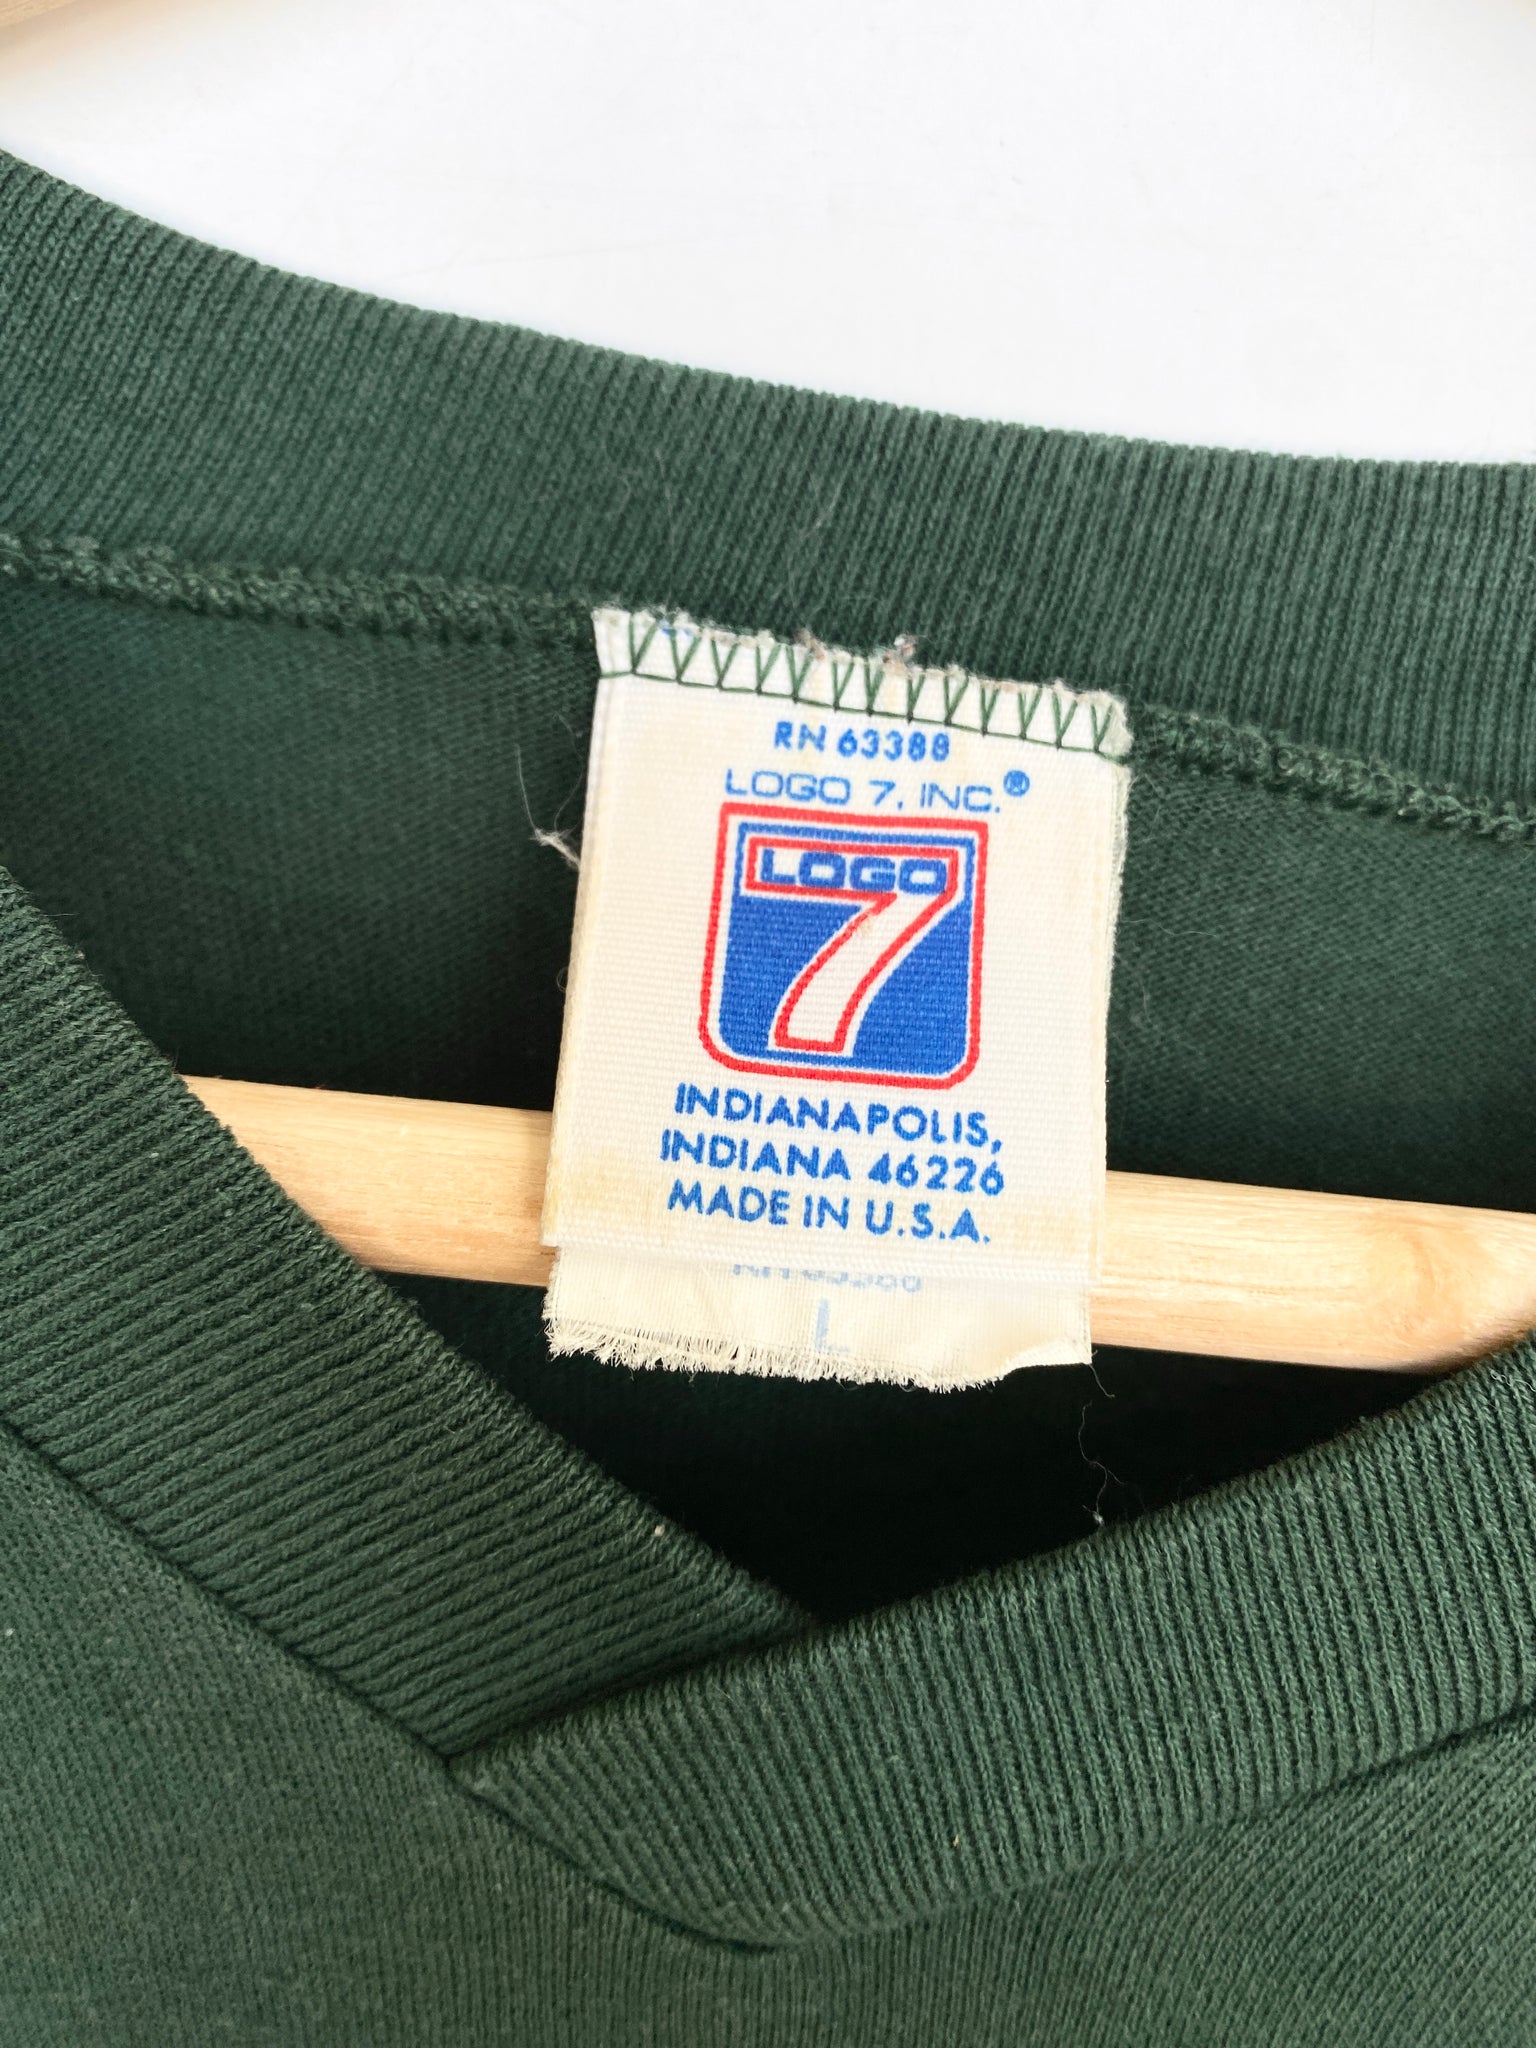 RN 63388
LOGO 7, INC.®
LOGO
7
INDIANAPOLIS,
INDIANA 46226
MADE IN U.S.A.
L